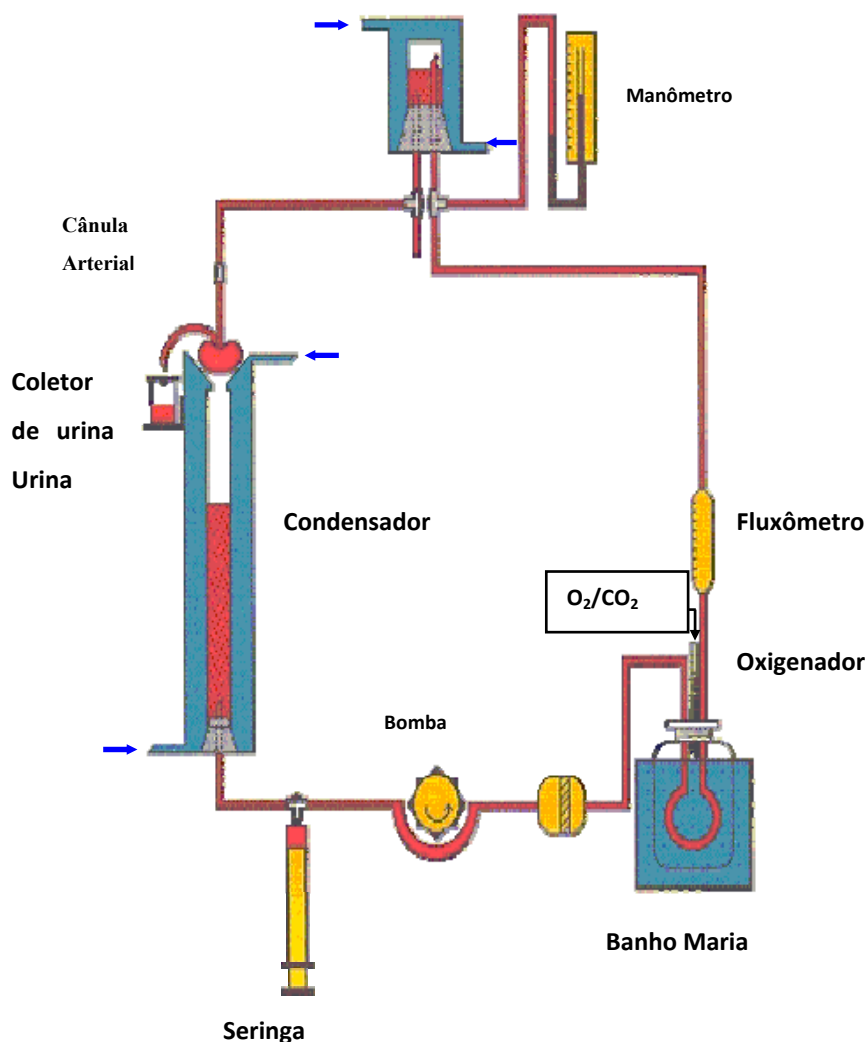 Manômetro
Cânula
Arterial
Coletor
de urina
Urina
Condensador
Fluxômetro
O₂/CO₂
Oxigenador
Bomba
Banho Maria
Seringa